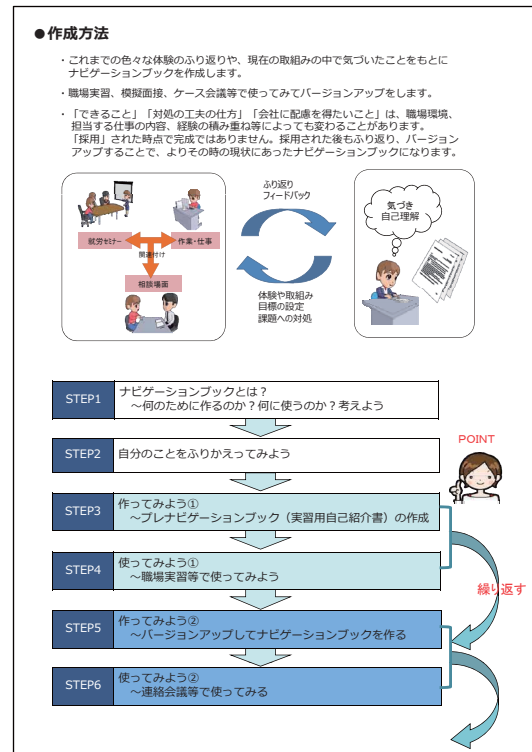 ●作成方法
・これまでの色々な体験のふり返りや、現在の取組みの中で気づいたことをもとに
ナビゲーションブックを作成します。
・職場実習、模擬面接、ケース会議等で使ってみてバージョンアップをします。
・「できること」「対処の工夫の仕方」「会社に配慮を得たいこと」は、職場環境、
担当する仕事の内容、経験の積み重ね等によっても変わることがあります。
「採用」された時点で完成ではありません。採用された後もふり返り、バージョン
アップすることで、よりその時の現状にあったナビゲーションブックになります。
就労セミナー
作業・仕事
関連付け
相談場面
ふり返り
フィードバック
体験や取組み
目標の設定
課題への対処
気づき
自己理解
STEP1
ナビゲーションブックとは？
～何のために作るのか？何に使うのか？考えよう
STEP2
自分のことをふりかえってみよう
POINT
STEP3
作ってみよう①
～プレナビゲーションブック（実習用自己紹介書）の作成
STEP4
使ってみよう①
～職場実習等で使ってみよう
繰り返す
STEP5
作ってみよう②
～バージョンアップしてナビゲーションブックを作る
STEP6
使ってみよう②
～連絡会議等で使ってみる